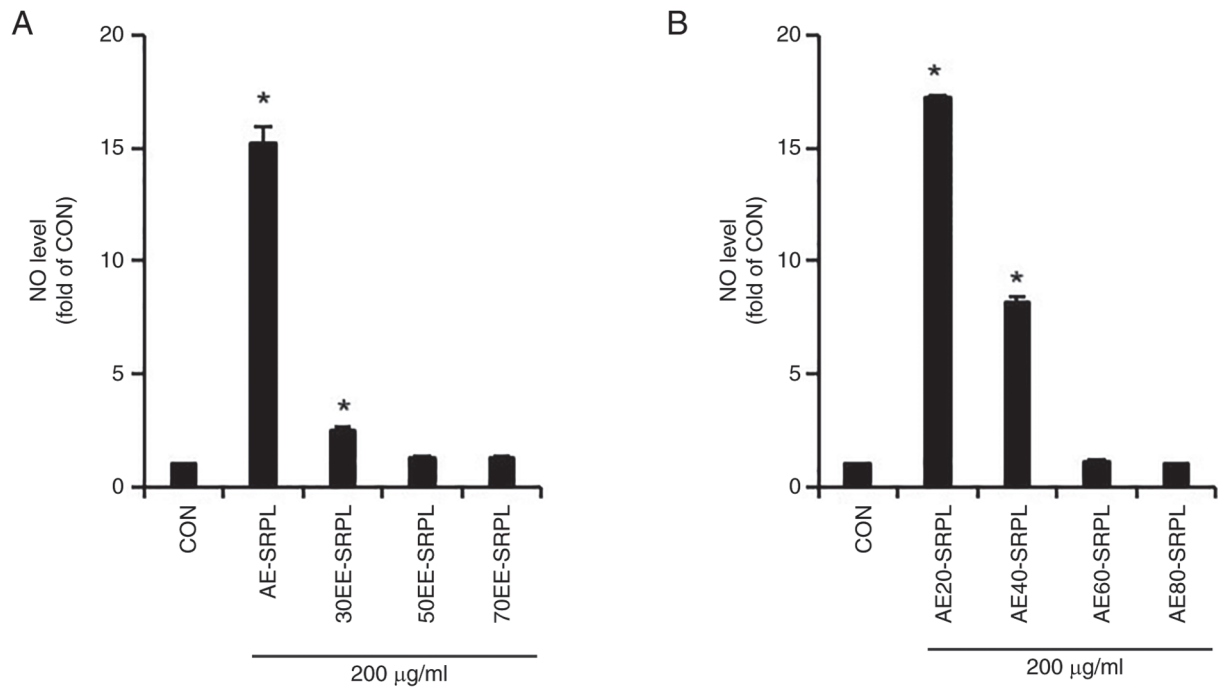 A
20
15
10
5
0
NO level
(fold of CON)
*
*
CON
AE-SRPL
30EE-SRPL
50EE-SRPL
70EE-SRPL
200 μg/ml
B
20
15
10
5
0
NO level
(fold of CON)
*
*
CON
AE20-SRPL
AE40-SRPL
AE60-SRPL
AE80-SRPL
200 μg/ml